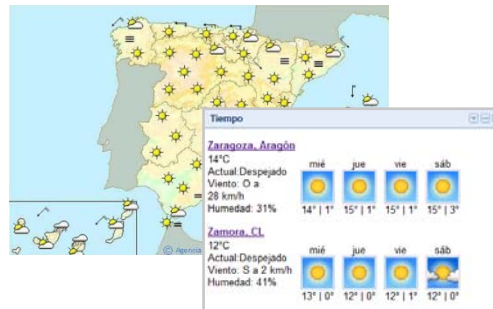 Tiempo
Zaragoza, Aragón
14°C
Actual:Despejado
Viento: O a
28 km/h
Humedad: 31%
mié jue vie sáb
14° | 1° 15° | 1° 15° | 1° 15° | 3°
Zamora, CL
12°C
Actual:Despejado
Viento: S a 2 km/h
Humedad: 41%
mié jue vie sáb
13° | 0° 12° | 0° 12° | 1° 12° | 0°
© Agencia